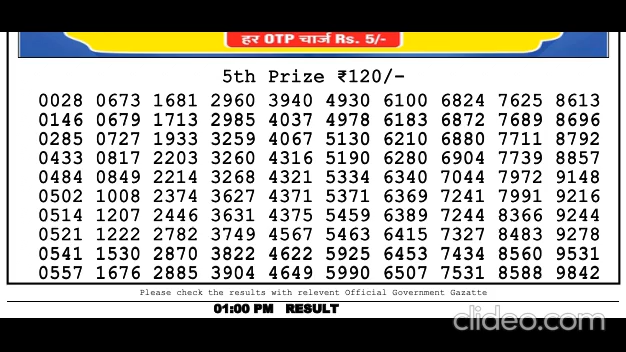 हर OTP चार्ज Rs. 5/-
5th Prize ₹120/-
0028 0673 1681 2960 3940 4930 6100 6824 7625 8613
0146 0679 1713 2985 4037 4978 6183 6872 7689 8696
0285 0727 1933 3259 4067 5130 6210 6880 7711 8792
0433 0817 2203 3260 4316 5190 6280 6904 7739 8857
0484 0849 2214 3268 4321 5334 6340 7044 7972 9148
0502 1008 2374 3627 4371 5371 6369 7241 7991 9216
0514 1207 2446 3631 4375 5459 6389 7244 8366 9244
0521 1222 2782 3749 4567 5463 6415 7327 8483 9278
0541 1530 2870 3822 4622 5925 6453 7434 8560 9531
0557 1676 2885 3904 4649 5990 6507 7531 8588 9842
Please check the results with relevent Official Government Gazatte
01:00 PM RESULT
clideo.com